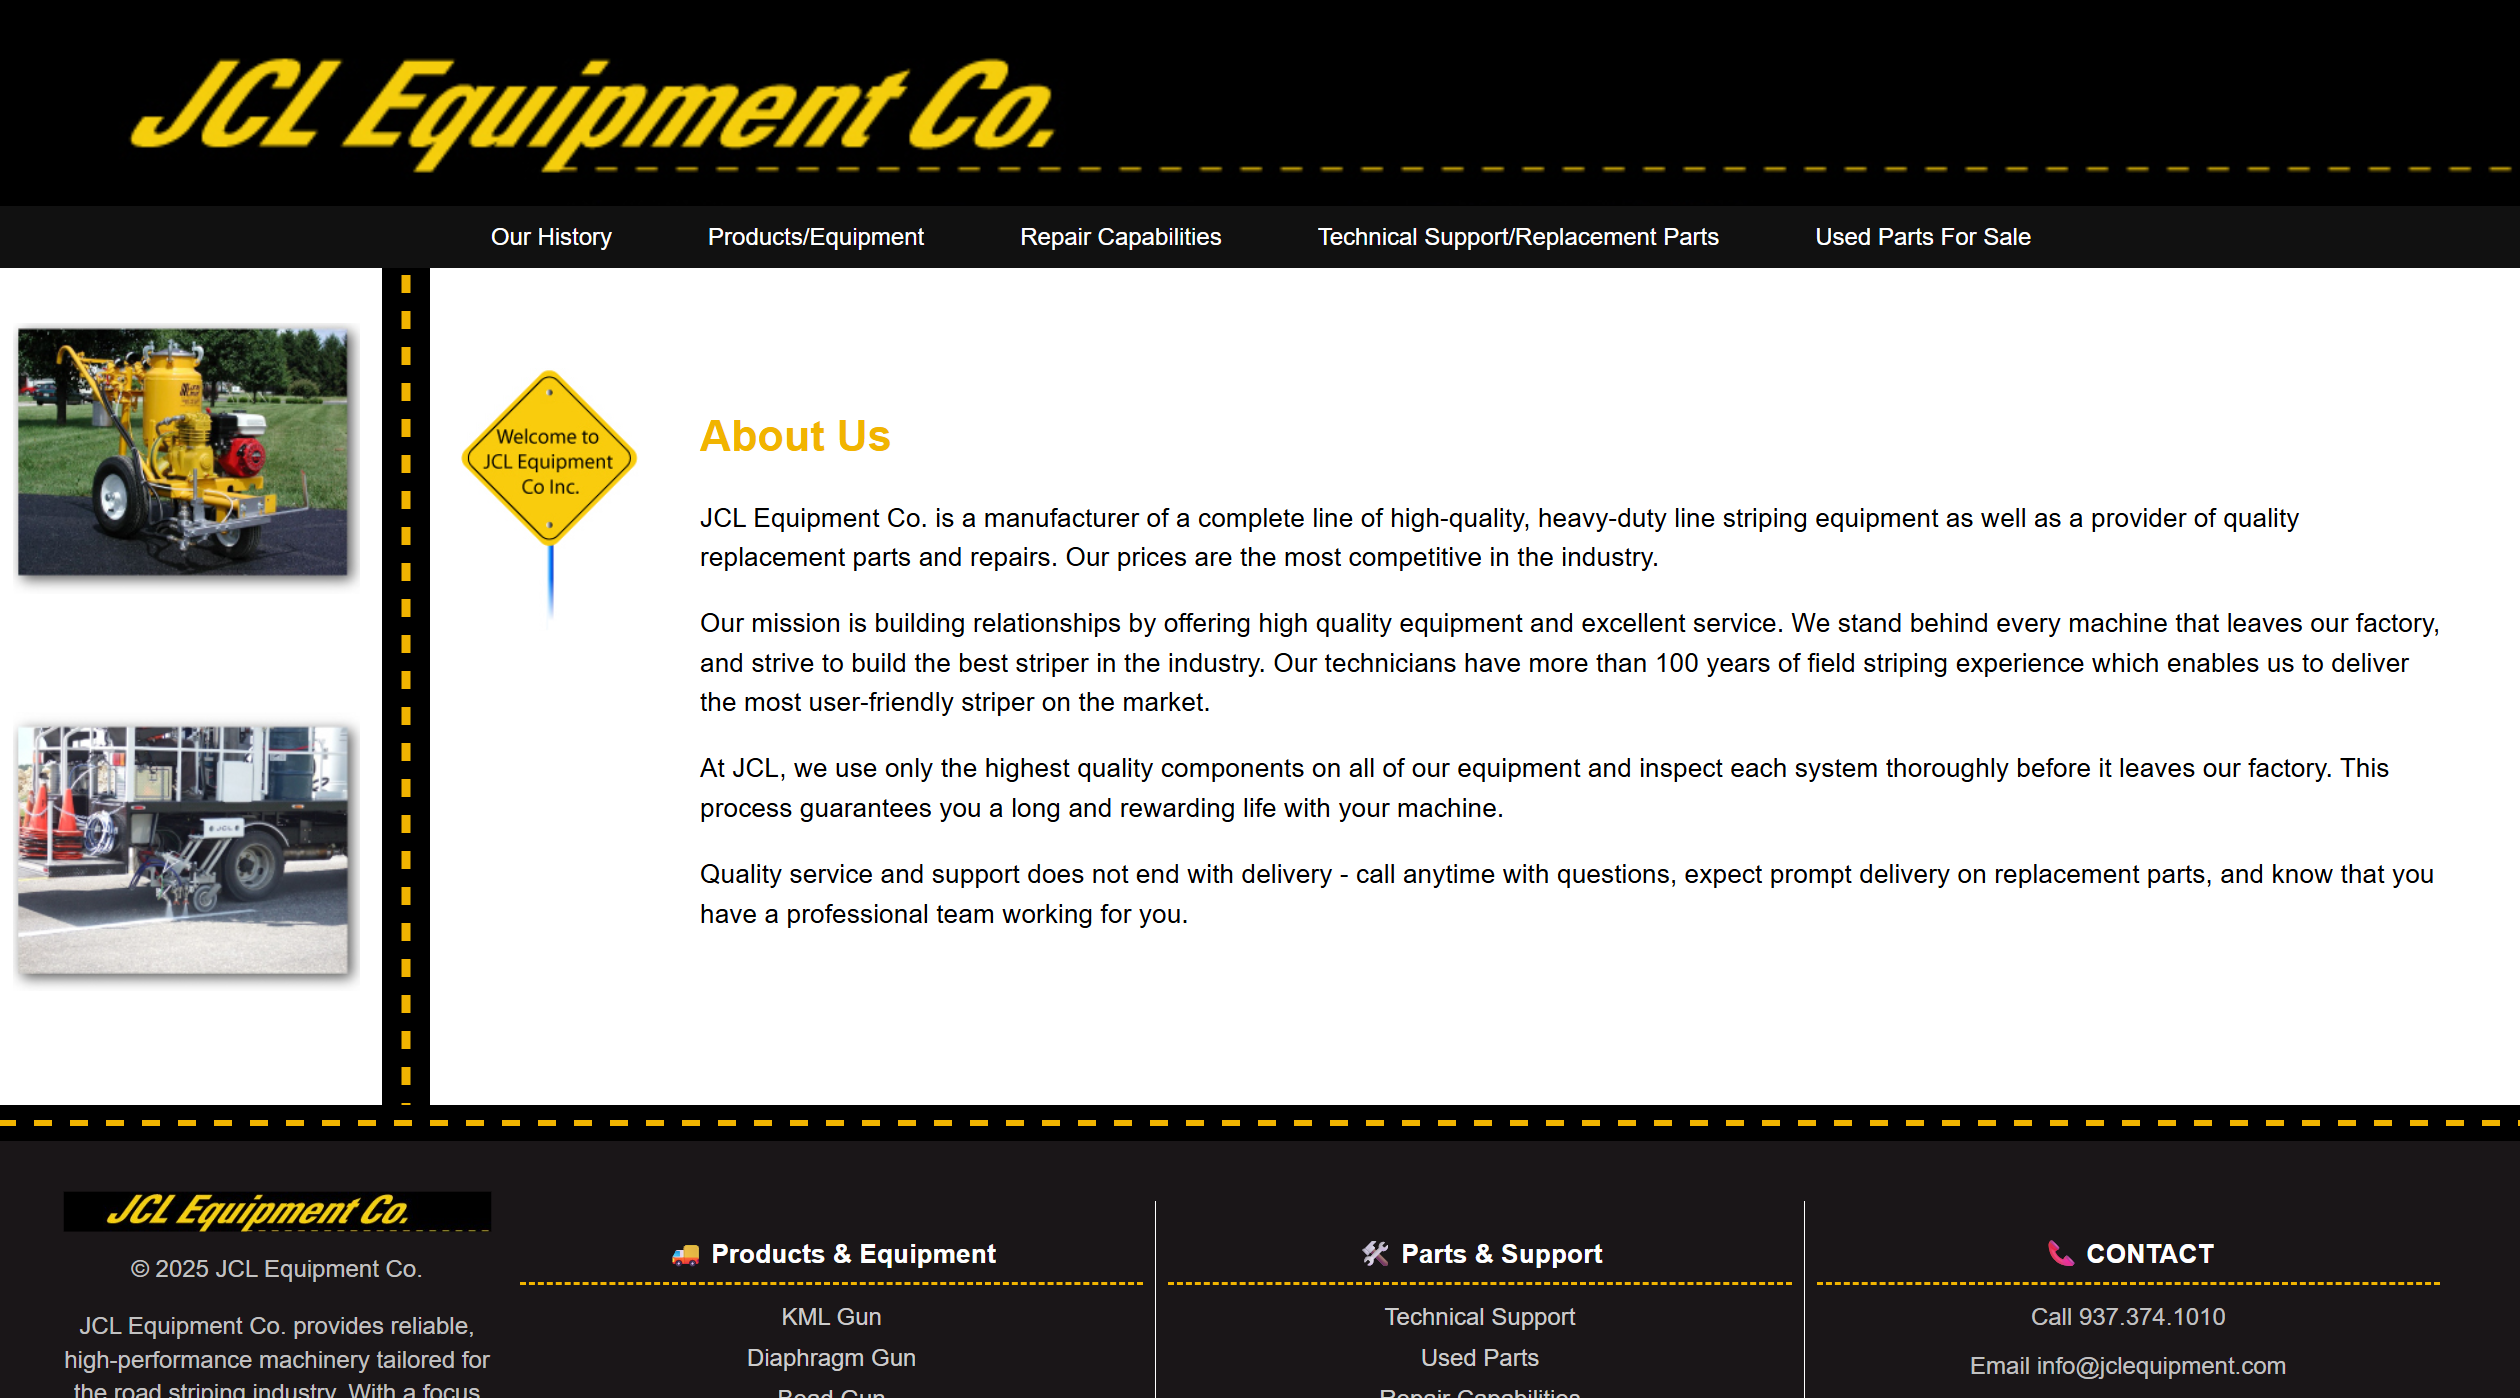 JCL Equipment Co.
Our History
Products/Equipment
Repair Capabilities
Technical Support/Replacement Parts
Used Parts For Sale
Welcome to
JCL Equipment
Co Inc.
About Us
JCL Equipment Co. is a manufacturer of a complete line of high-quality, heavy-duty line striping equipment as well as a provider of quality
replacement parts and repairs. Our prices are the most competitive in the industry.
Our mission is building relationships by offering high quality equipment and excellent service. We stand behind every machine that leaves our factory,
and strive to build the best striper in the industry. Our technicians have more than 100 years of field striping experience which enables us to deliver
the most user-friendly striper on the market.
At JCL, we use only the highest quality components on all of our equipment and inspect each system thoroughly before it leaves our factory. This
process guarantees you a long and rewarding life with your machine.
Quality service and support does not end with delivery - call anytime with questions, expect prompt delivery on replacement parts, and know that you
have a professional team working for you.
JCL
JCL Equipment Co.
© 2025 JCL Equipment Co.
JCL Equipment Co. provides reliable,
high-performance machinery tailored for
the road striping industry. With a focus
Products & Equipment
KML Gun
Diaphragm Gun
Bead Gun
Parts & Support
Technical Support
Used Parts
Repair Capabilities
CONTACT
Call 937.374.1010
Email info@jclequipment.com